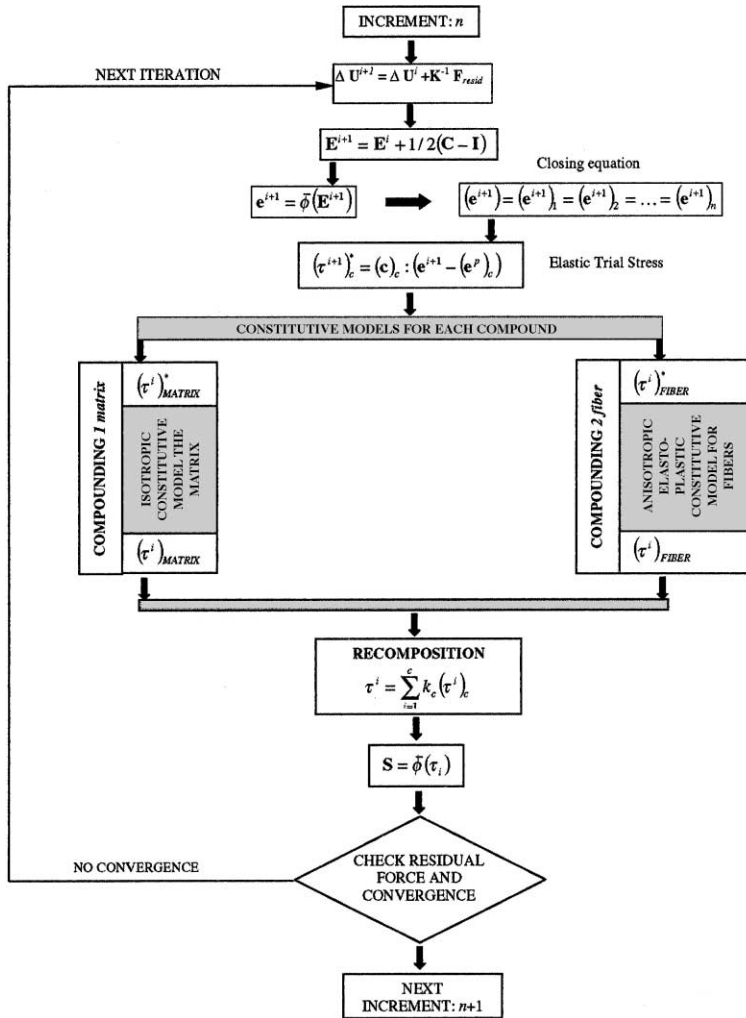 INCREMENT: n
NEXT ITERATION
Δ U^{i+1} = Δ U^i + K^{-1} F_{resid}
E^{i+1} = E^i + 1/2(C − I)
Closing equation
e^{i+1} = φ̄(E^{i+1})
(e^{i+1}) = (e^{i+1})_1 = (e^{i+1})_2 = … = (e^{i+1})_n
(τ^{i+1})_c^* = (c)_c : (e^{i+1} − (e^p)_c)
Elastic Trial Stress
CONSTITUTIVE MODELS FOR EACH COMPOUND
COMPOUNDING 1 matrix
(τ^i)^*_{MATRIX}
ISOTROPIC
CONSTITUTIVE
MODEL THE
MATRIX
(τ^i)_{MATRIX}
COMPOUNDING 2 fiber
(τ^i)^*_{FIBER}
ANISOTROPIC
ELASTO-
PLASTIC
CONSTITUTIVE
MODEL FOR
FIBERS
(τ^i)_{FIBER}
RECOMPOSITION
τ^i = ∑_{i=1}^{c} k_c (τ^i)_c
S = φ̄(τ_i)
NO CONVERGENCE
CHECK RESIDUAL
FORCE AND
CONVERGENCE
NEXT
INCREMENT: n+1